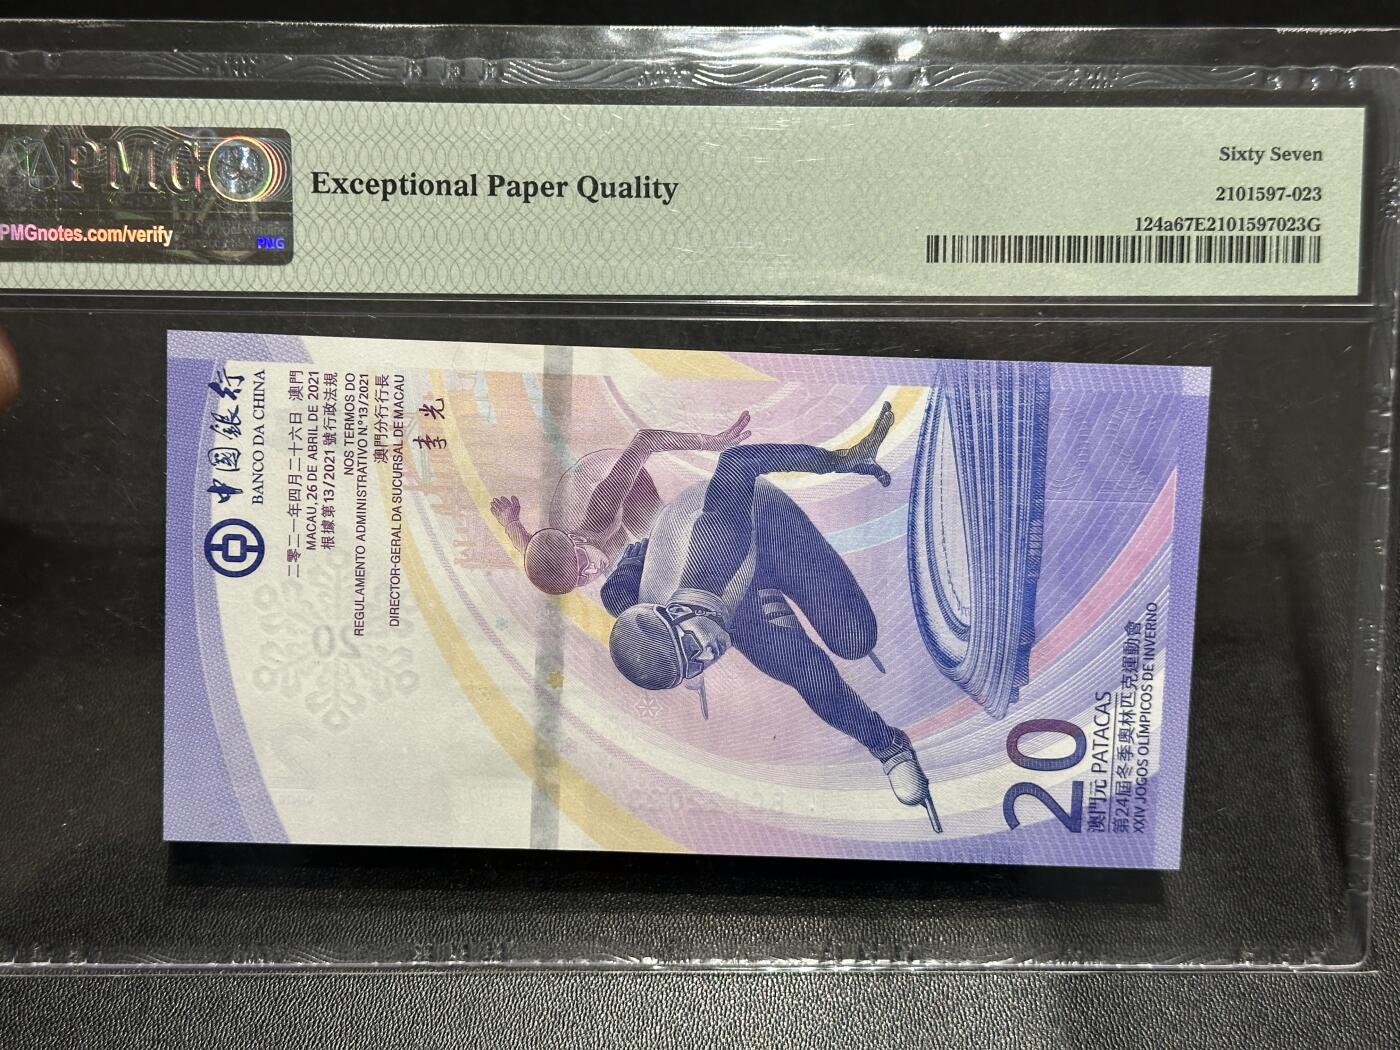 PMG
PMGnotes.com/verify
PMG
Exceptional Paper Quality
Sixty Seven
2101597-023
124a67E2101597023G
中國銀行
BANCO DA CHINA
二零二一年四月二十六日 澳門
MACAU, 26 DE ABRIL DE 2021
根據第13/2021號行政法規
NOS TERMOS DO
REGULAMENTO ADMINISTRATIVO N.º 13/2021
澳門分行行長
DIRECTOR-GERAL DA SUCURSAL DE MACAU
李光
20
20
澳門元 PATACAS
第24屆冬季奧林匹克運動會
XXIV JOGOS OLÍMPICOS DE INVERNO